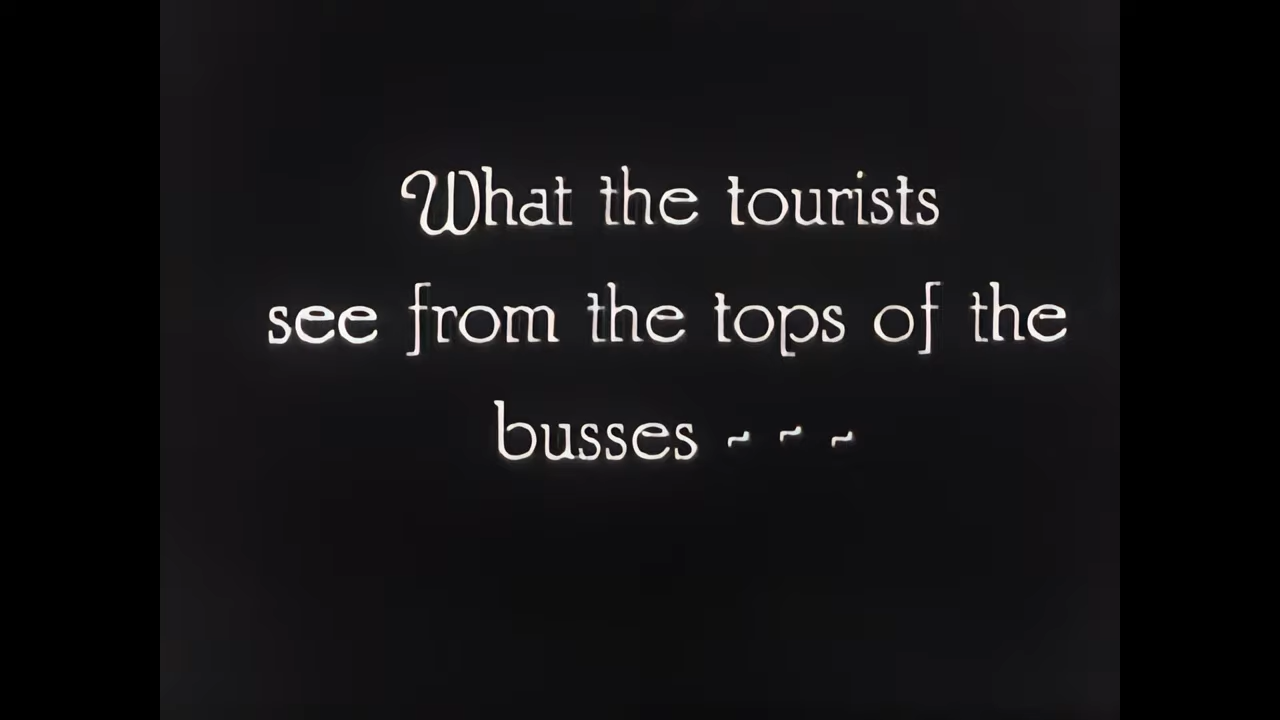 What the tourists
see from the tops of the
busses ~ ~ ~